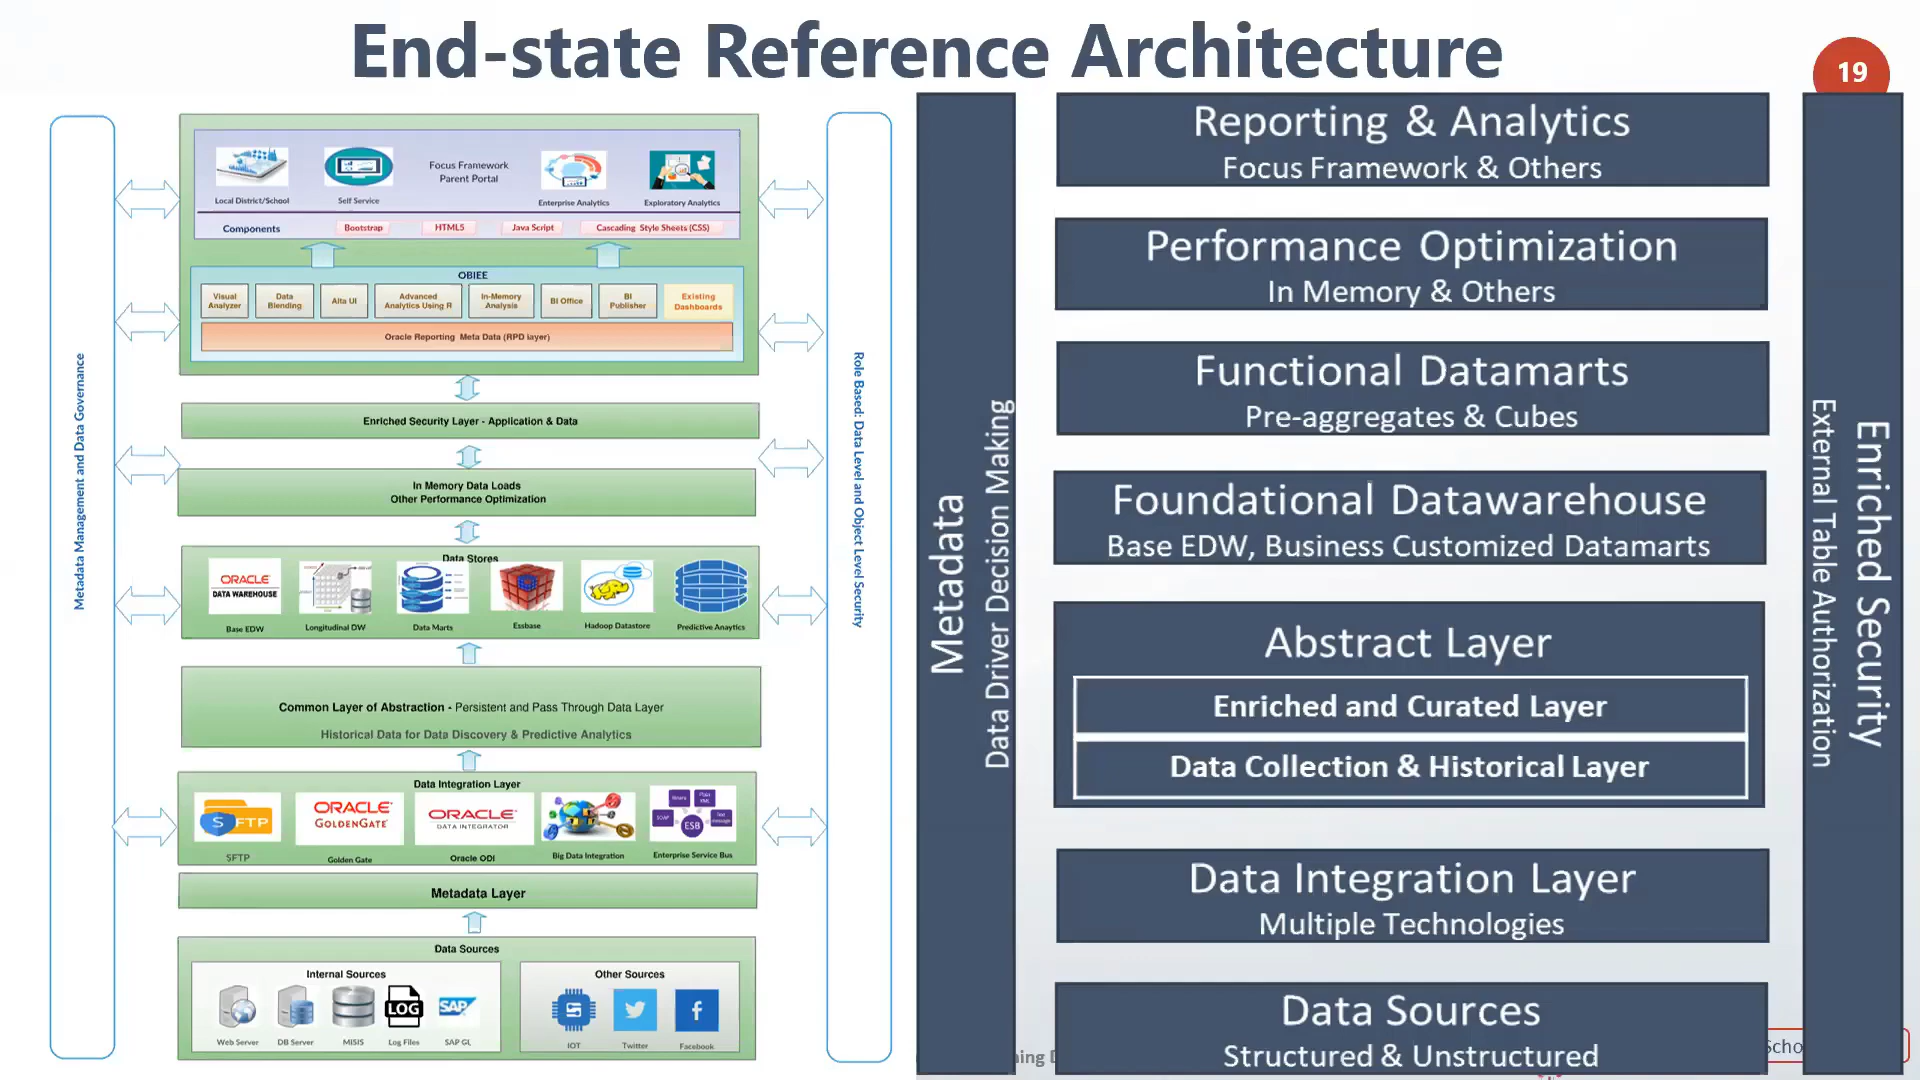 End-state Reference Architecture
19
Metadata Management and Data Governance
Local District/School
Self Service
Focus Framework
Parent Portal
Enterprise Analytics
Exploratory Analytics
Components
Bootstrap
HTML5
Java Script
Cascading Style Sheets (CSS)
OBIEE
Visual
Analyzer
Data
Blending
Alta UI
Advanced
Analytics Using R
In-Memory
Analysis
BI Office
BI
Publisher
Existing
Dashboards
Oracle Reporting Meta Data (RPD layer)
Enriched Security Layer - Application & Data
In Memory Data Loads
Other Performance Optimization
Data Stores
ORACLE
DATA WAREHOUSE
Base EDW
Longitudinal DW
Data Marts
Essbase
Hadoop Datastore
Predictive Anaytics
Common Layer of Abstraction - Persistent and Pass Through Data Layer
Historical Data for Data Discovery & Predictive Analytics
Data Integration Layer
S FTP
SFTP
ORACLE
GOLDENGATE
Golden Gate
ORACLE
DATA INTEGRATOR
Oracle ODI
Big Data Integration
SOAP
ESB
Enterprise Service Bus
Metadata Layer
Data Sources
Internal Sources
Web Server
DB Server
MISIS
LOG
Log Files
SAP
SAP GL
Other Sources
IOT
Twitter
f
Facebook
Role Based: Data Level and Object Level Security
Metadata
Data Driver Decision Making
Reporting & Analytics
Focus Framework & Others
Performance Optimization
In Memory & Others
Functional Datamarts
Pre-aggregates & Cubes
Foundational Datawarehouse
Base EDW, Business Customized Datamarts
Abstract Layer
Enriched and Curated Layer
Data Collection & Historical Layer
Data Integration Layer
Multiple Technologies
Data Sources
Structured & Unstructured
Enriched Security
External Table Authorization